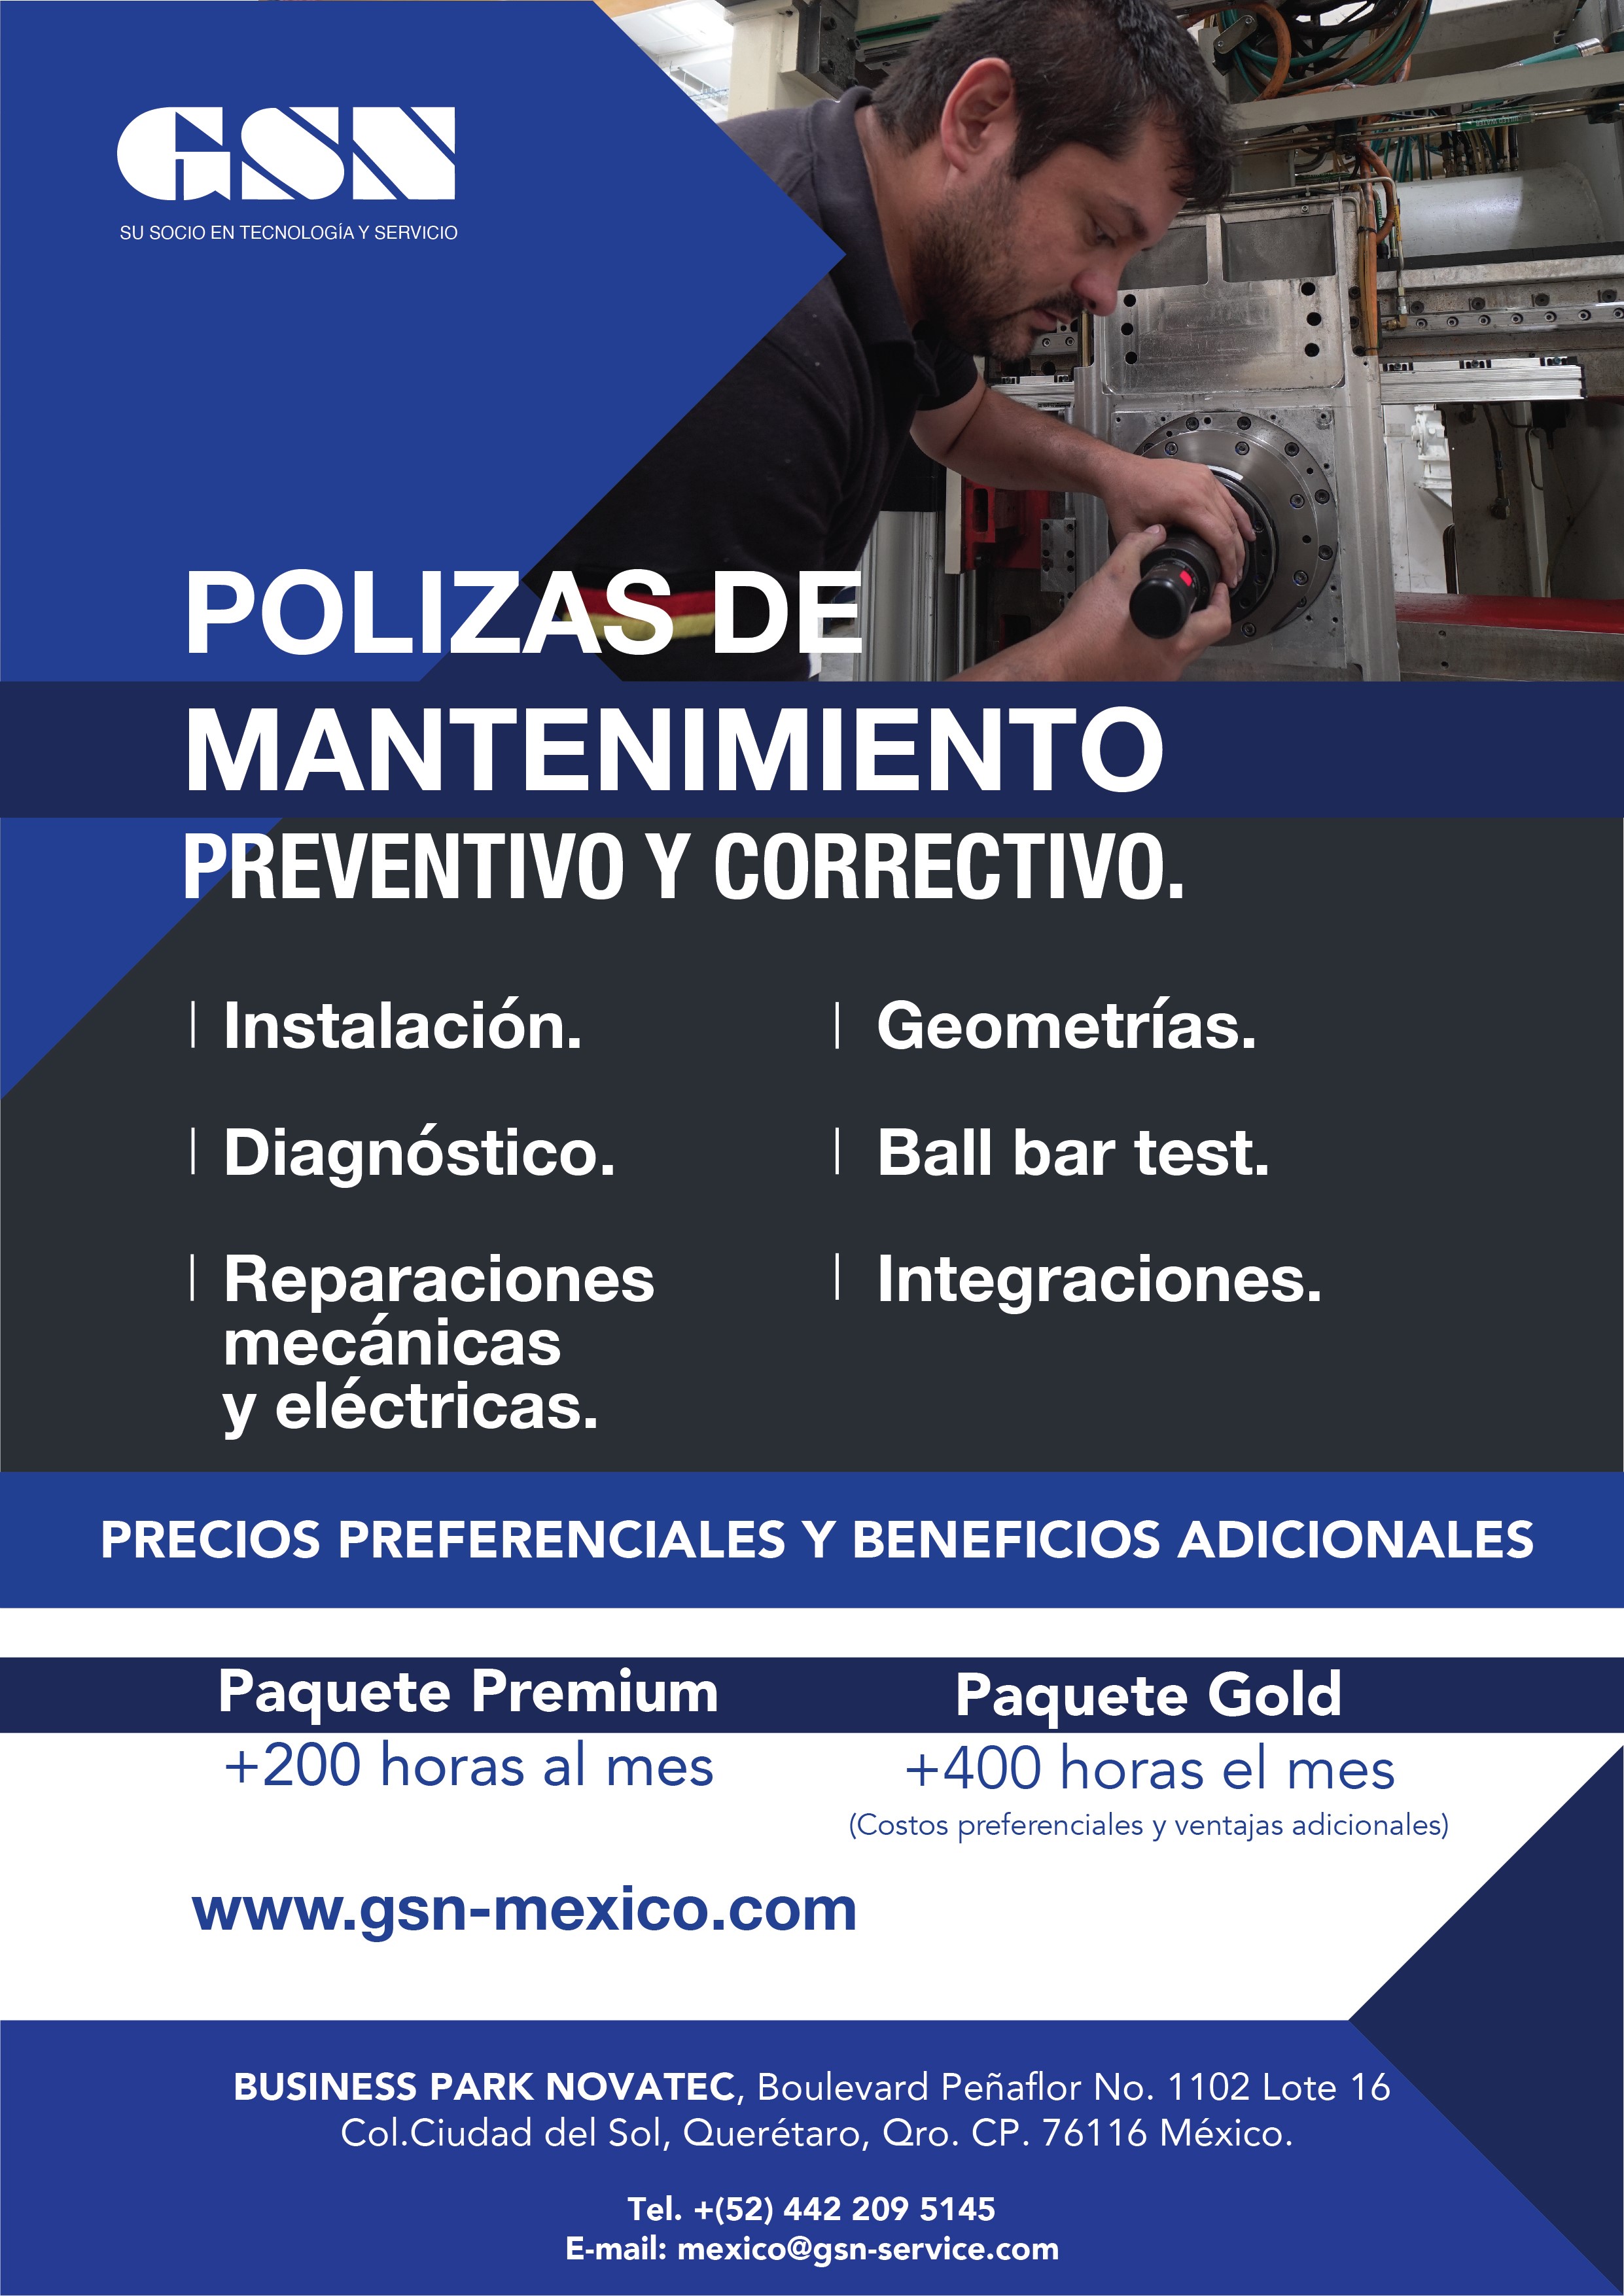 GSN
SU SOCIO EN TECNOLOGÍA Y SERVICIO
POLIZAS DE
MANTENIMIENTO
PREVENTIVO Y CORRECTIVO.
Instalación.
Diagnóstico.
Reparaciones
mecánicas
y eléctricas.
Geometrías.
Ball bar test.
Integraciones.
PRECIOS PREFERENCIALES Y BENEFICIOS ADICIONALES
Paquete Premium
+200 horas al mes
Paquete Gold
+400 horas el mes
(Costos preferenciales y ventajas adicionales)
www.gsn-mexico.com
BUSINESS PARK NOVATEC, Boulevard Peñaflor No. 1102 Lote 16
Col.Ciudad del Sol, Querétaro, Qro. CP. 76116 México.
Tel. +(52) 442 209 5145
E-mail: mexico@gsn-service.com